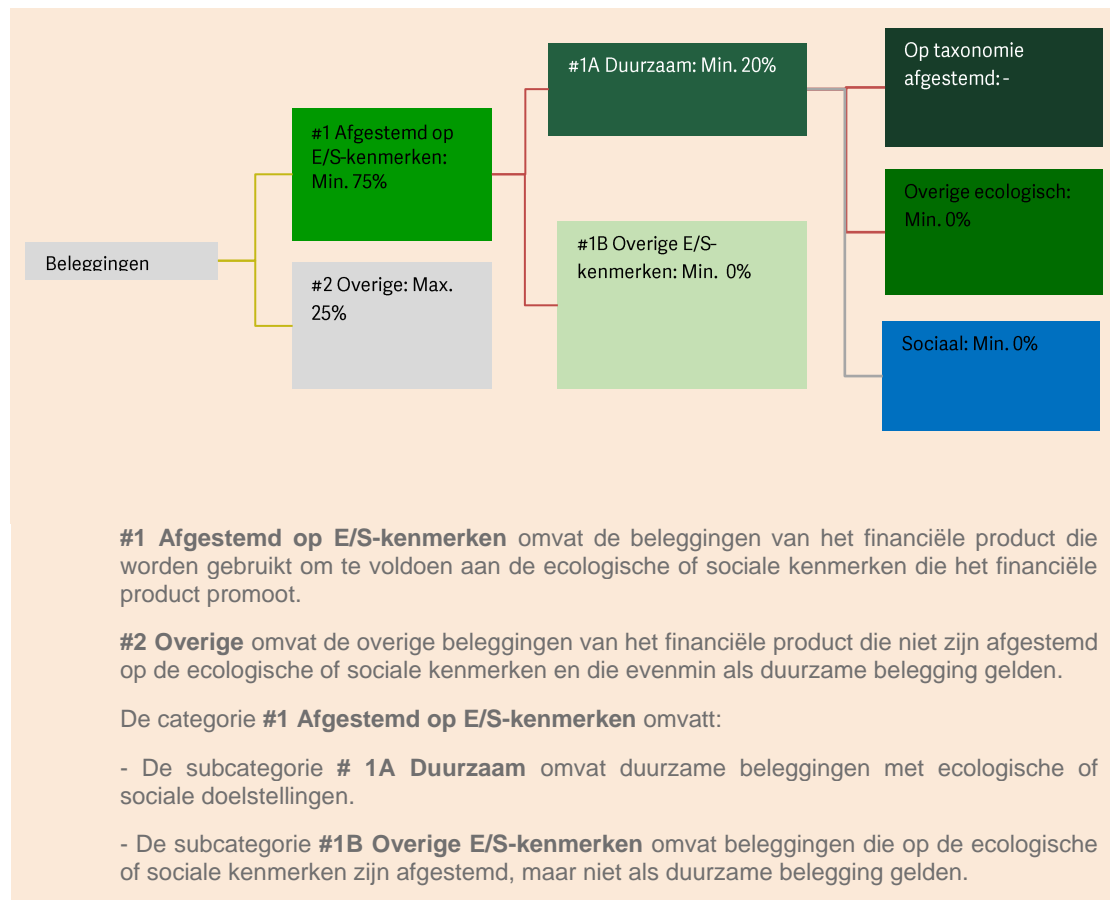 Beleggingen
#1 Afgestemd op
E/S-kenmerken:
Min. 75%
#2 Overige: Max.
25%
#1A Duurzaam: Min. 20%
#1B Overige E/S-
kenmerken: Min. 0%
Op taxonomie
afgestemd: -
Overige ecologisch:
Min. 0%
Sociaal: Min. 0%
#1 Afgestemd op E/S-kenmerken omvat de beleggingen van het financiële product die
worden gebruikt om te voldoen aan de ecologische of sociale kenmerken die het financiële
product promoot.
#2 Overige omvat de overige beleggingen van het financiële product die niet zijn afgestemd
op de ecologische of sociale kenmerken en die evenmin als duurzame belegging gelden.
De categorie #1 Afgestemd op E/S-kenmerken omvatt:
- De subcategorie # 1A Duurzaam omvat duurzame beleggingen met ecologische of
sociale doelstellingen.
- De subcategorie #1B Overige E/S-kenmerken omvat beleggingen die op de ecologische
of sociale kenmerken zijn afgestemd, maar niet als duurzame belegging gelden.